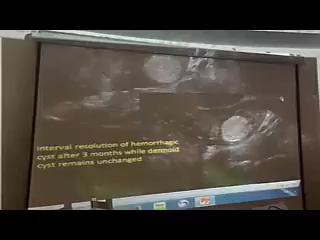 interval resolution of hemorrhagic
cyst after 3 months while dermoid
cyst remains unchanged